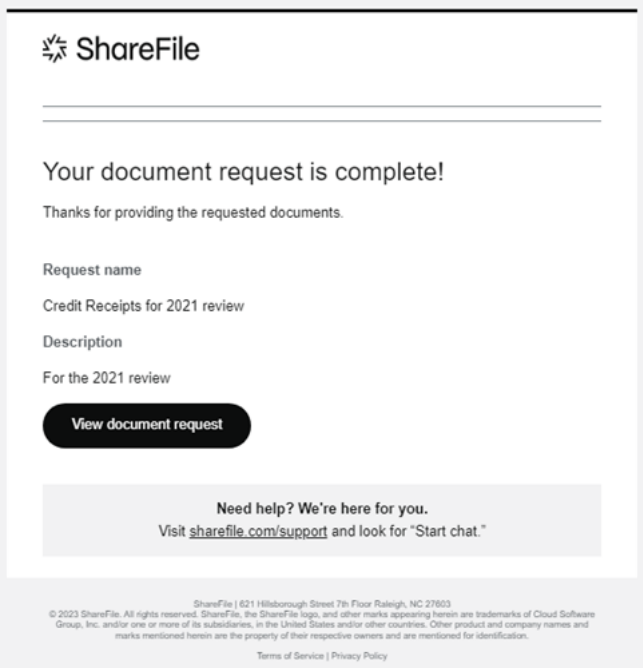 ShareFile
Your document request is complete!
Thanks for providing the requested documents.
Request name
Credit Receipts for 2021 review
Description
For the 2021 review
View document request
Need help? We're here for you.
Visit sharefile.com/support and look for “Start chat.”
ShareFile | 621 Hillsborough Street 7th Floor Raleigh, NC 27603
© 2023 ShareFile. All rights reserved. ShareFile, the ShareFile logo, and other marks appearing herein are trademarks of Cloud Software
Group, Inc. and/or one or more of its subsidiaries, in the United States and/or other countries. Other product and company names and
marks mentioned herein are the property of their respective owners and are mentioned for identification.
Terms of Service | Privacy Policy